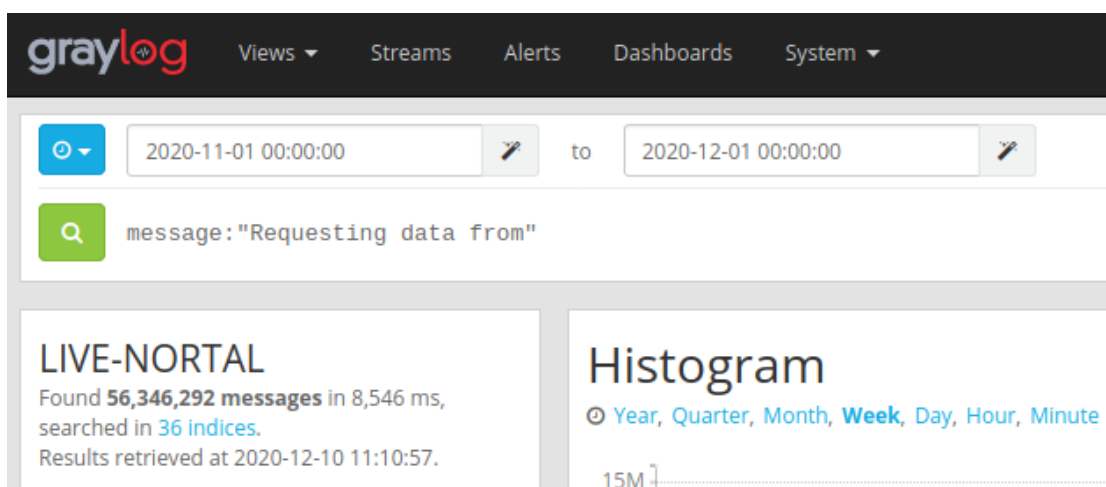 graylog Views Streams Alerts Dashboards System
2020-11-01 00:00:00 to 2020-12-01 00:00:00
message:"Requesting data from"
LIVE-NORTAL
Found 56,346,292 messages in 8,546 ms,
searched in 36 indices.
Results retrieved at 2020-12-10 11:10:57.
Histogram
Year, Quarter, Month, Week, Day, Hour, Minute
15M